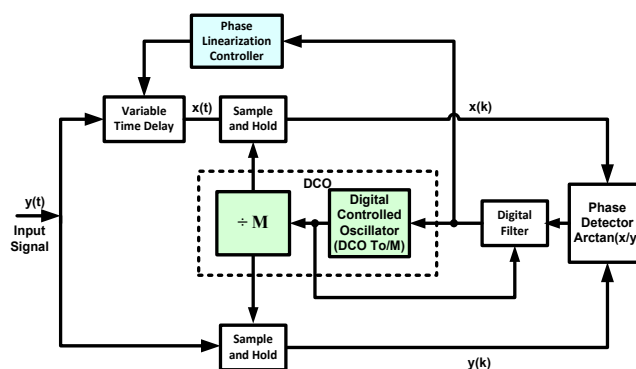 Phase
Linearization
Controller
Variable
Time Delay
x(t)
Sample
and Hold
x(k)
DCO
y(t)
Input
Signal
÷ M
Digital
Controlled
Oscillator
(DCO To/M)
Digital
Filter
Phase
Detector
Arctan(x/y
Sample
and Hold
y(k)